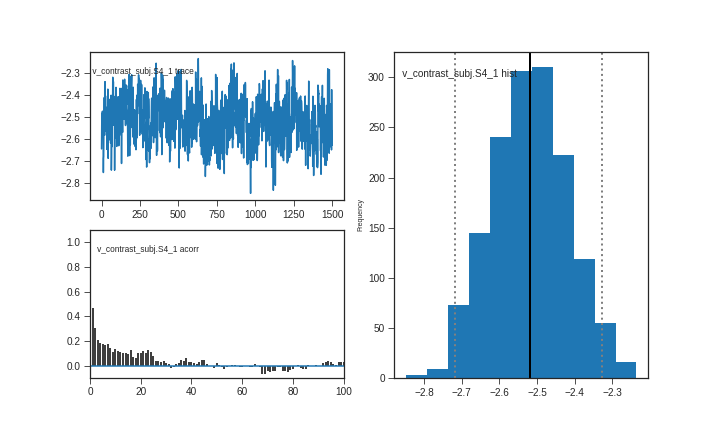 v_contrast_subj.S4_1 trace
−2.3
−2.4
−2.5
−2.6
−2.7
−2.8
0 250 500 750 1000 1250 1500
v_contrast_subj.S4_1 acorr
1.0
0.8
0.6
0.4
0.2
0.0
0 20 40 60 80 100
v_contrast_subj.S4_1 hist
Frequency
300
250
200
150
100
50
0
−2.8 −2.7 −2.6 −2.5 −2.4 −2.3